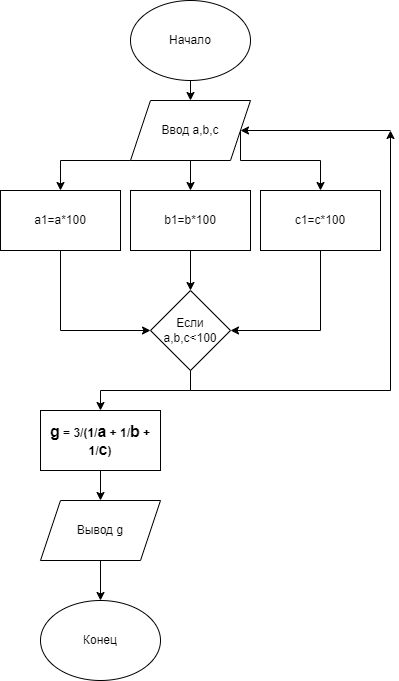 Начало
Ввод a,b,c
a1=a*100
b1=b*100
c1=c*100
Если
a,b,c<100
g = 3/(1/a + 1/b +
1/c)
Вывод g
Конец